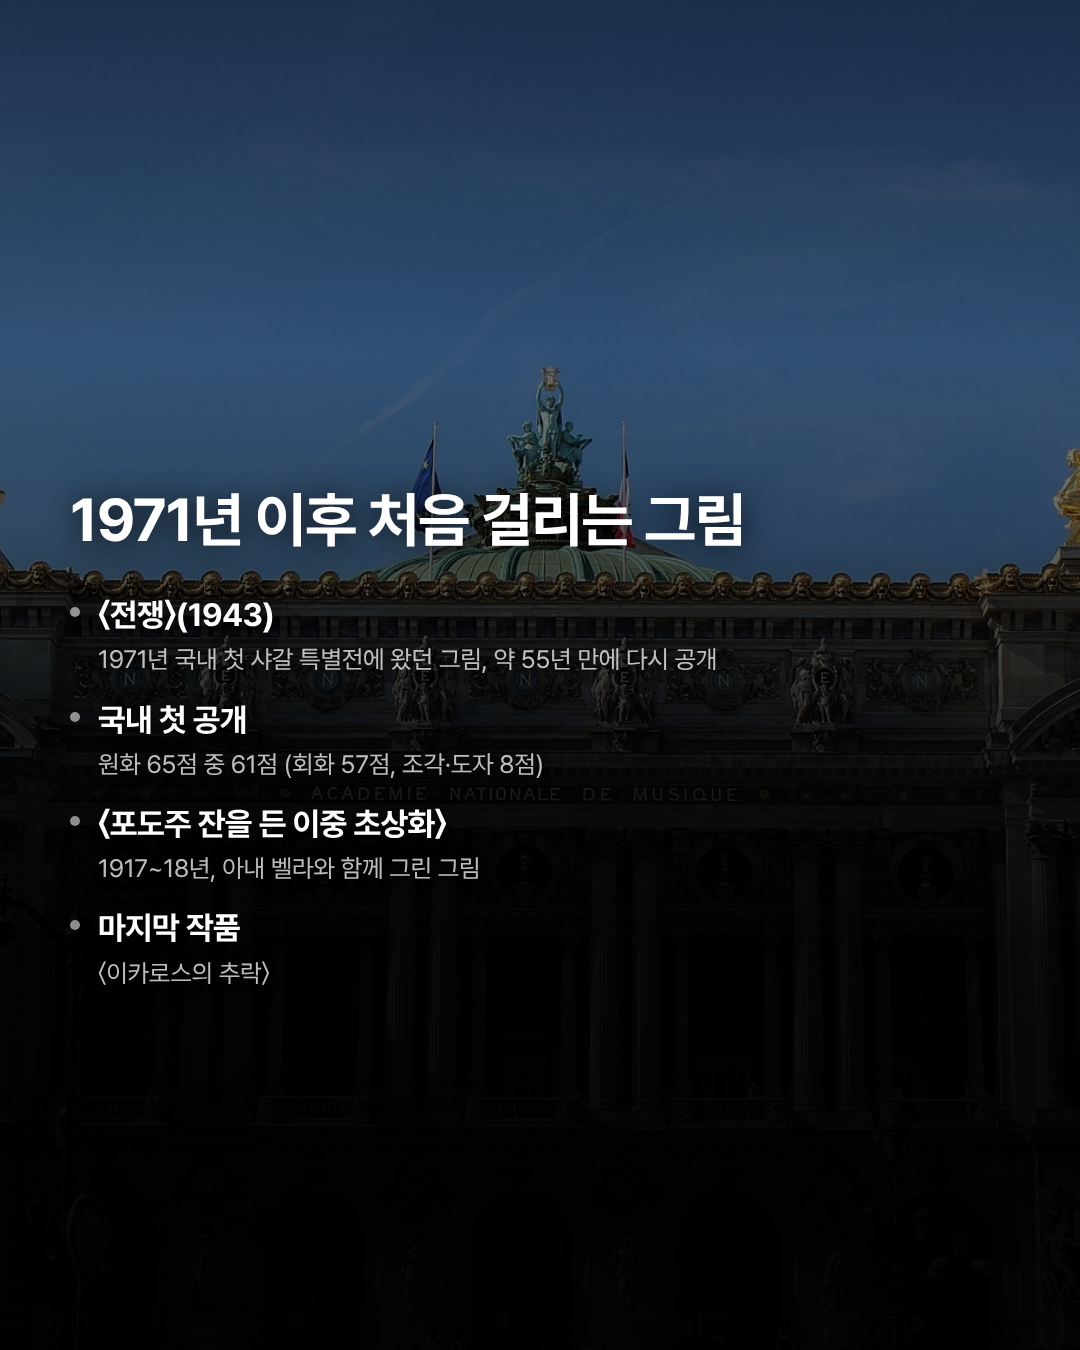 1971년 이후 처음 걸리는 그림
〈전쟁〉(1943)
1971년 국내 첫 샤갈 특별전에 왔던 그림, 약 55년 만에 다시 공개
국내 첫 공개
원화 65점 중 61점 (회화 57점, 조각·도자 8점)
ACADEMIE · NATIONALE · DE · MUSIQUE
〈포도주 잔을 든 이중 초상화〉
1917~18년, 아내 벨라와 함께 그린 그림
마지막 작품
〈이카로스의 추락〉